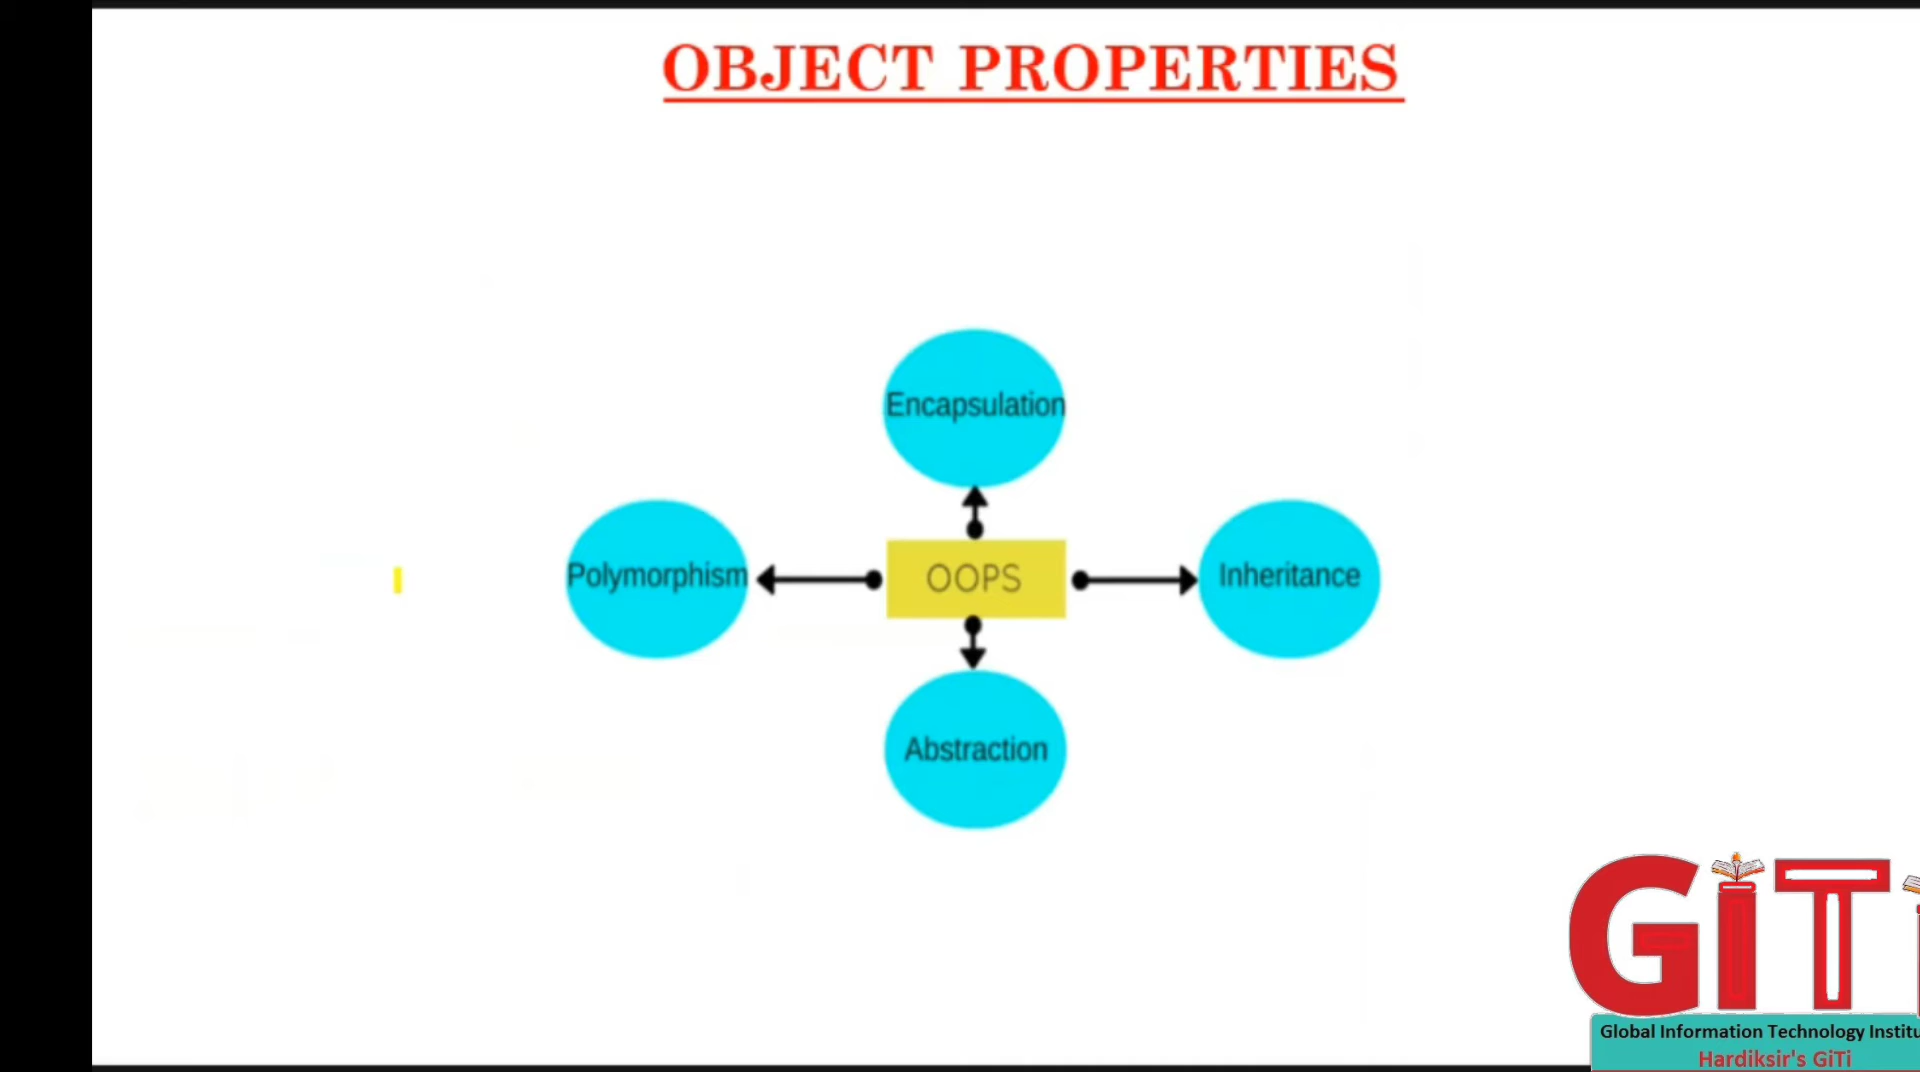 OBJECT PROPERTIES
Encapsulation
Polymorphism
OOPS
Inheritance
Abstraction
GiTi
Global Information Technology Institu
Hardiksir's GiTi